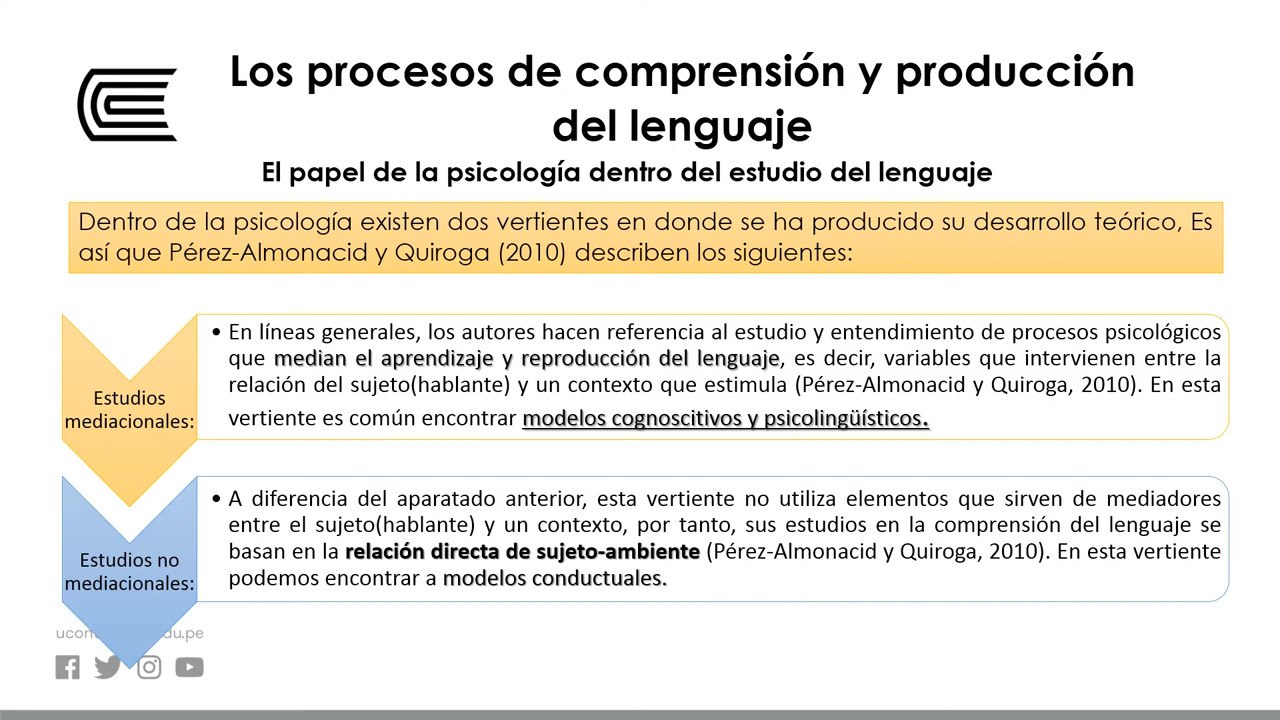 Los procesos de comprensión y producción
del lenguaje
El papel de la psicología dentro del estudio del lenguaje
Dentro de la psicología existen dos vertientes en donde se ha producido su desarrollo teórico, Es
así que Pérez-Almonacid y Quiroga (2010) describen los siguientes:
Estudios
mediacionales:
• En líneas generales, los autores hacen referencia al estudio y entendimiento de procesos psicológicos
que median el aprendizaje y reproducción del lenguaje, es decir, variables que intervienen entre la
relación del sujeto(hablante) y un contexto que estimula (Pérez-Almonacid y Quiroga, 2010). En esta
vertiente es común encontrar modelos cognoscitivos y psicolingüísticos.
Estudios no
mediacionales:
• A diferencia del aparatado anterior, esta vertiente no utiliza elementos que sirven de mediadores
entre el sujeto(hablante) y un contexto, por tanto, sus estudios en la comprensión del lenguaje se
basan en la relación directa de sujeto-ambiente (Pérez-Almonacid y Quiroga, 2010). En esta vertiente
podemos encontrar a modelos conductuales.